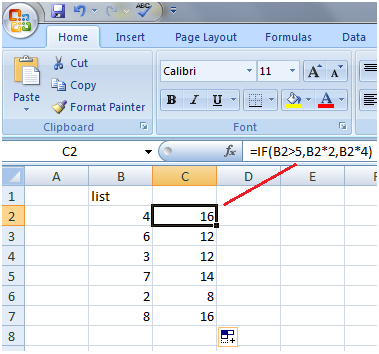 ABC
Home Insert Page Layout Formulas Data
Paste
Cut
Copy
Format Painter
Clipboard
Calibri 11 A A
B I U A
Font
C2 fx =IF(B2>5,B2*2,B2*4)
A B C D E F
1 list
2 4 16
3 6 12
4 3 12
5 7 14
6 2 8
7 8 16
8